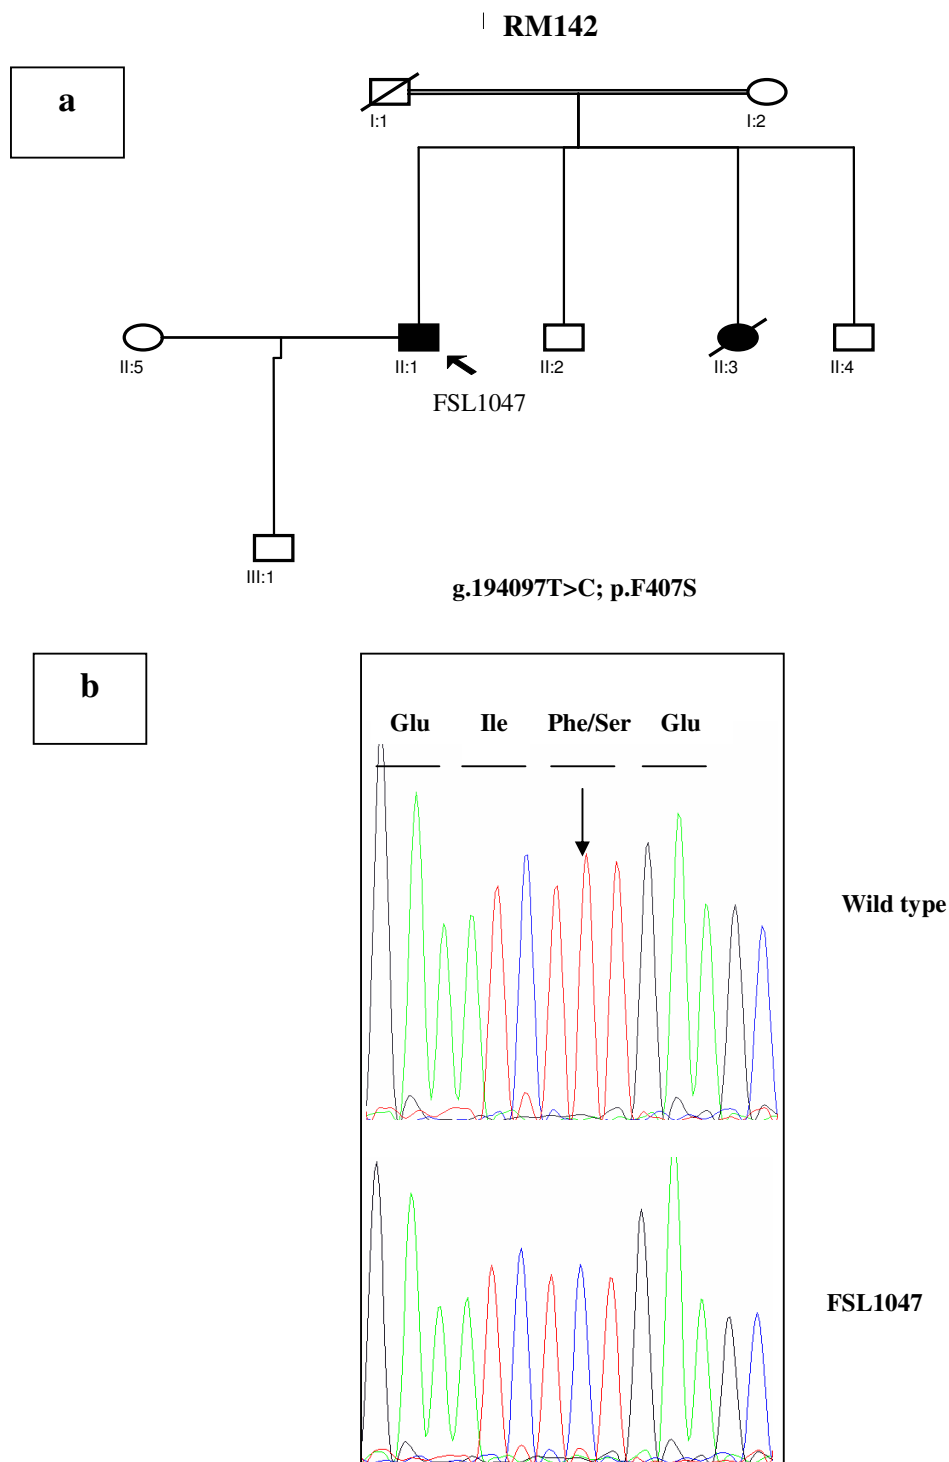 RM142
a
I:1
I:2
II:5
II:1
II:2
II:3
II:4
FSL1047
III:1
g.194097T>C; p.F407S
b
Glu Ile Phe/Ser Glu
Wild type
FSL1047